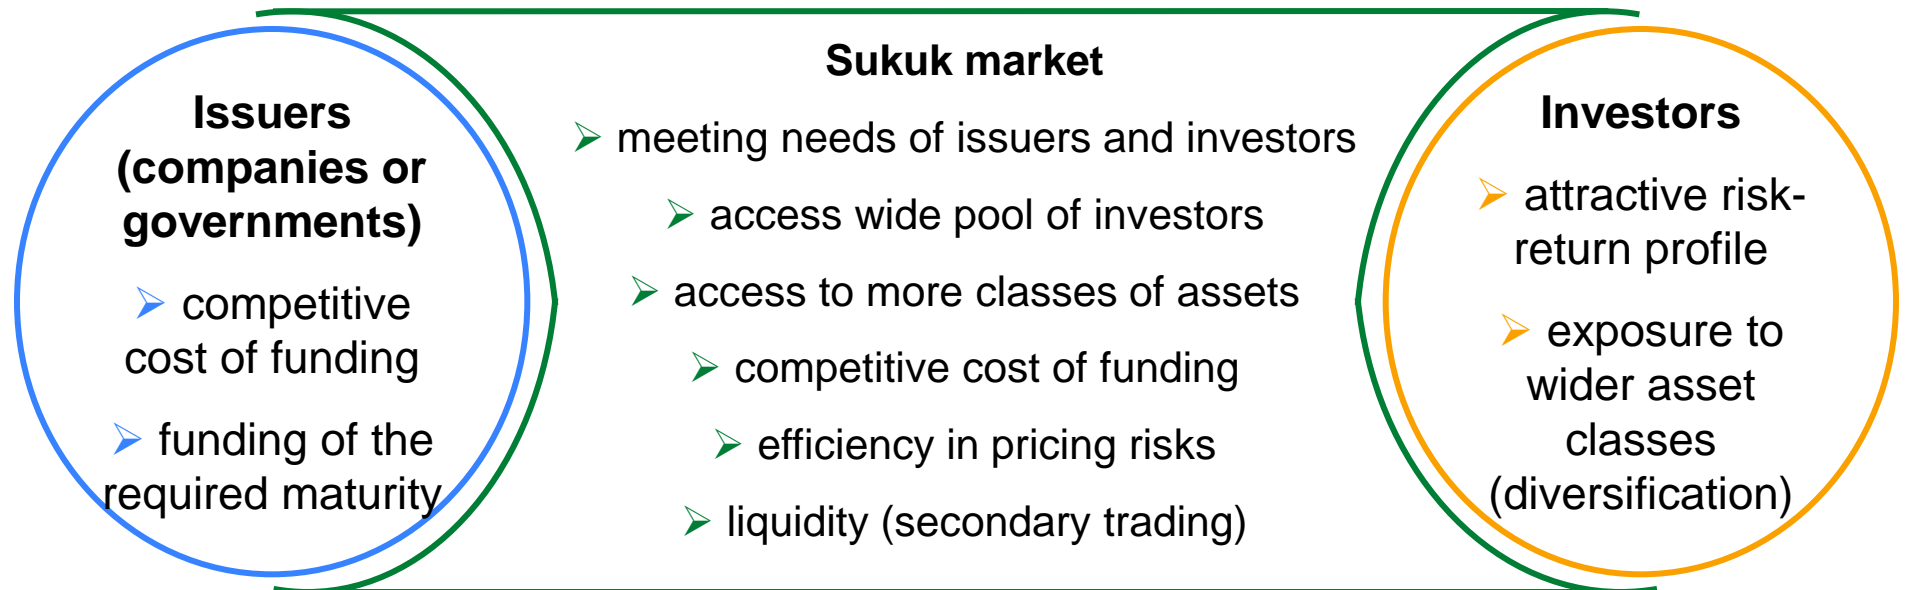 Issuers
(companies or
governments)
➢ competitive
cost of funding
➢ funding of the
required maturity
Sukuk market
➢ meeting needs of issuers and investors
➢ access wide pool of investors
➢ access to more classes of assets
➢ competitive cost of funding
➢ efficiency in pricing risks
➢ liquidity (secondary trading)
Investors
➢ attractive risk-
return profile
➢ exposure to
wider asset
classes
(diversification)